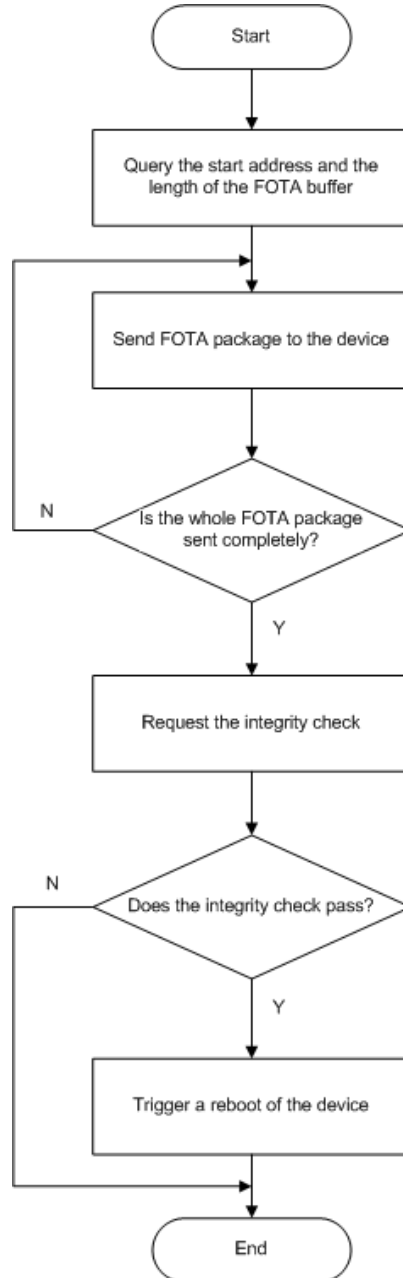 Start
Query the start address and the
length of the FOTA buffer
Send FOTA package to the device
Is the whole FOTA package
sent completely?
N
Y
Request the integrity check
Does the integrity check pass?
N
Y
Trigger a reboot of the device
End